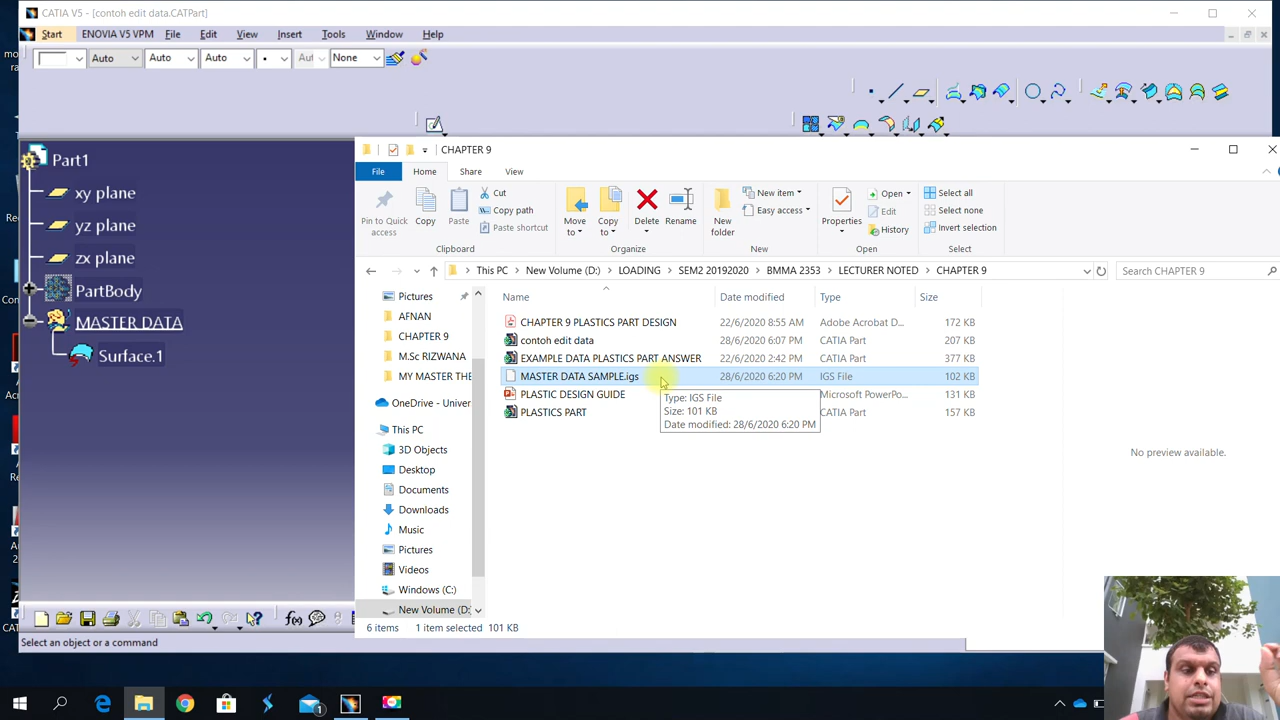 CATIA V5 - [contoh edit data.CATPart]
Start ENOVIA V5 VPM File Edit View Insert Tools Window Help
Auto Auto Auto Aut None
Part1
xy plane
yz plane
zx plane
PartBody
MASTER DATA
Surface.1
CHAPTER 9
File Home Share View
Pin to Quick access
Copy
Paste
Cut
Copy path
Paste shortcut
Clipboard
Move to
Copy to
Delete
Rename
Organize
New folder
New item
Easy access
New
Properties
Open
Edit
History
Open
Select all
Select none
Invert selection
Select
This PC > New Volume (D:) > LOADING > SEM2 20192020 > BMMA 2353 > LECTURER NOTED > CHAPTER 9
Search CHAPTER 9
Pictures
AFNAN
CHAPTER 9
M.Sc RIZWANA
MY MASTER THE
OneDrive - Univer
This PC
3D Objects
Desktop
Documents
Downloads
Music
Pictures
Videos
Windows (C:)
New Volume (D:
Name Date modified Type Size
CHAPTER 9 PLASTICS PART DESIGN 22/6/2020 8:55 AM Adobe Acrobat D... 172 KB
contoh edit data 28/6/2020 6:07 PM CATIA Part 207 KB
EXAMPLE DATA PLASTICS PART ANSWER 22/6/2020 2:42 PM CATIA Part 377 KB
MASTER DATA SAMPLE.igs 28/6/2020 6:20 PM IGS File 102 KB
PLASTIC DESIGN GUIDE Microsoft PowerPo... 131 KB
PLASTICS PART CATIA Part 157 KB
Type: IGS File
Size: 101 KB
Date modified: 28/6/2020 6:20 PM
No preview available.
6 items 1 item selected 101 KB
f(x)
Select an object or a command
1